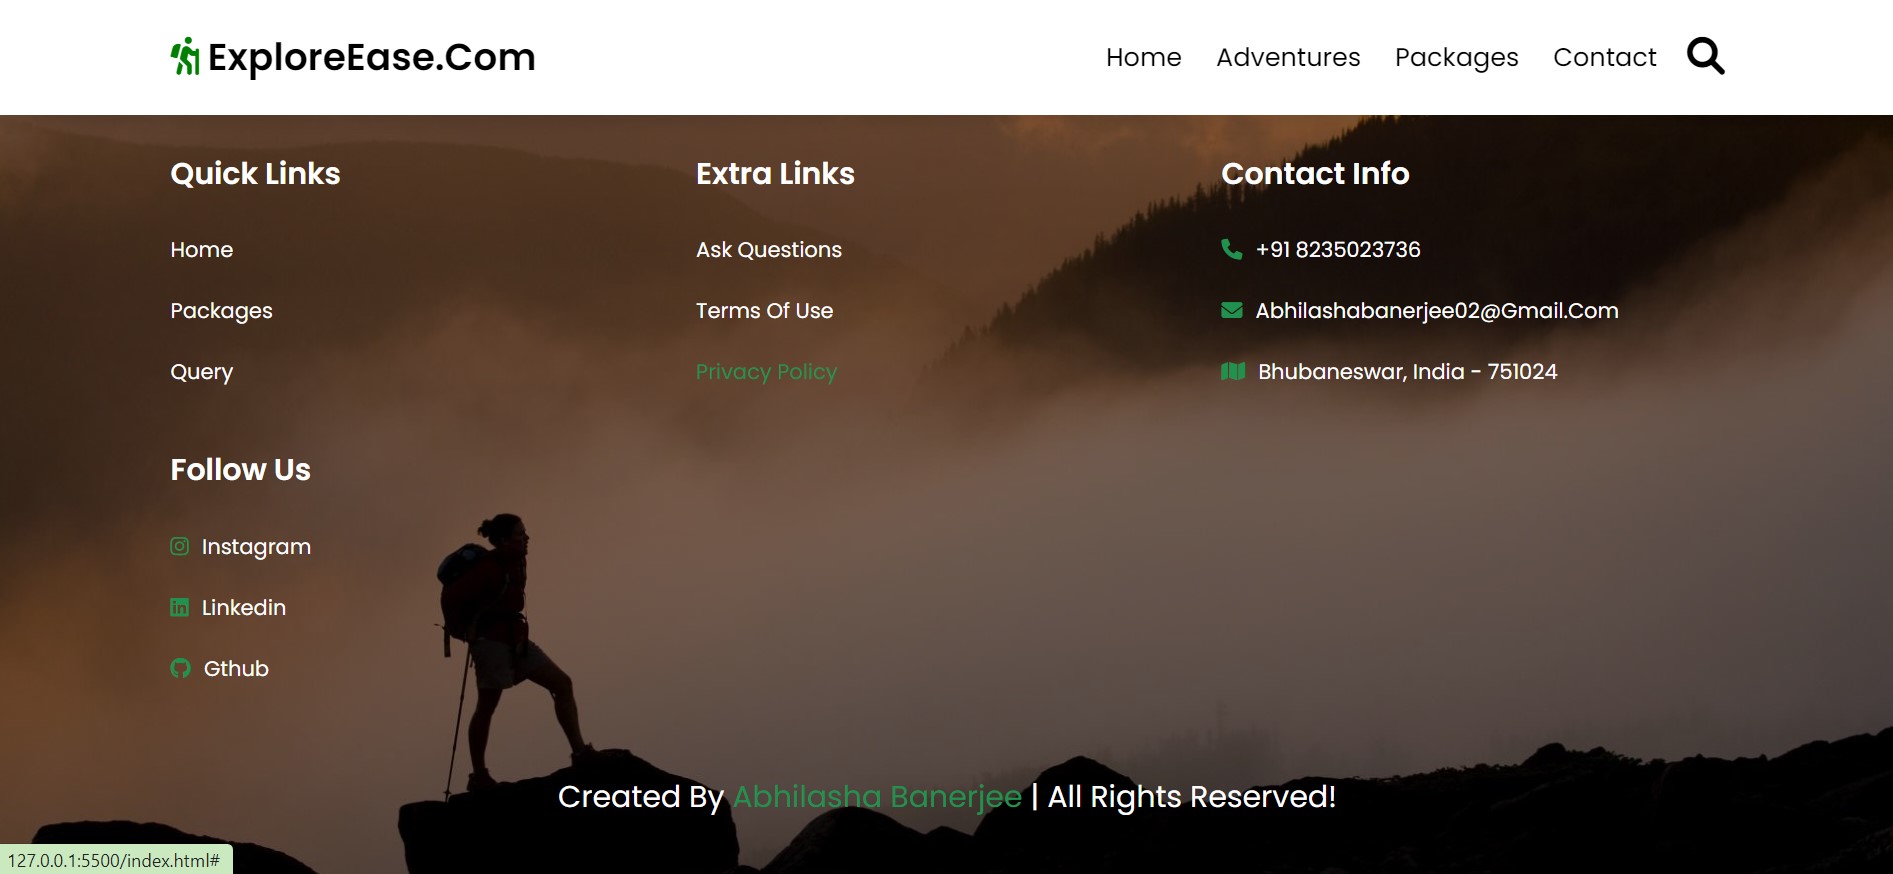 ExploreEase.Com
Home Adventures Packages Contact
Quick Links
Home
Packages
Query
Extra Links
Ask Questions
Terms Of Use
Privacy Policy
Contact Info
+91 8235023736
Abhilashabanerjee02@Gmail.Com
Bhubaneswar, India - 751024
Follow Us
Instagram
Linkedin
Gthub
Created By Abhilasha Banerjee | All Rights Reserved!
127.0.0.1:5500/index.html#